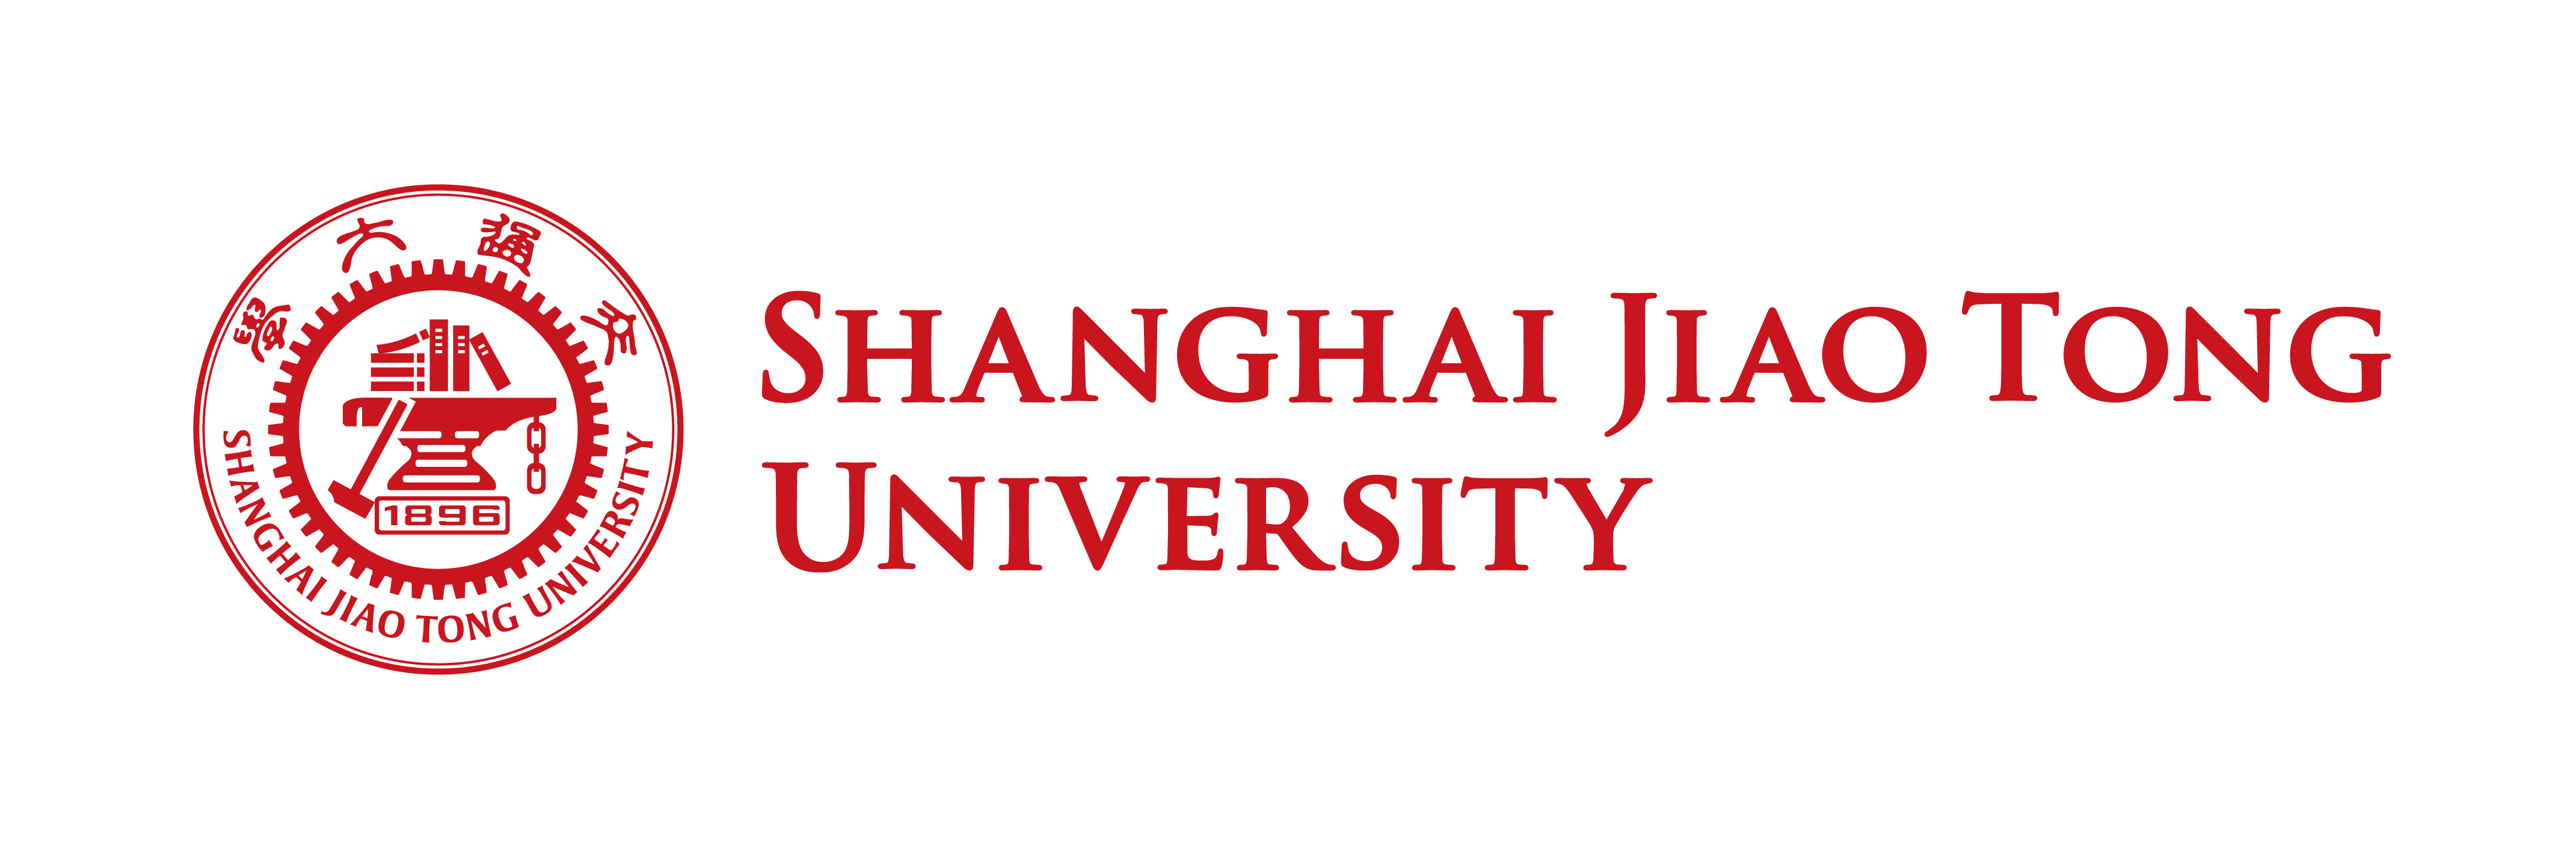 學大通交
1896
SHANGHAI JIAO TONG UNIVERSITY
SHANGHAI JIAO TONG
UNIVERSITY